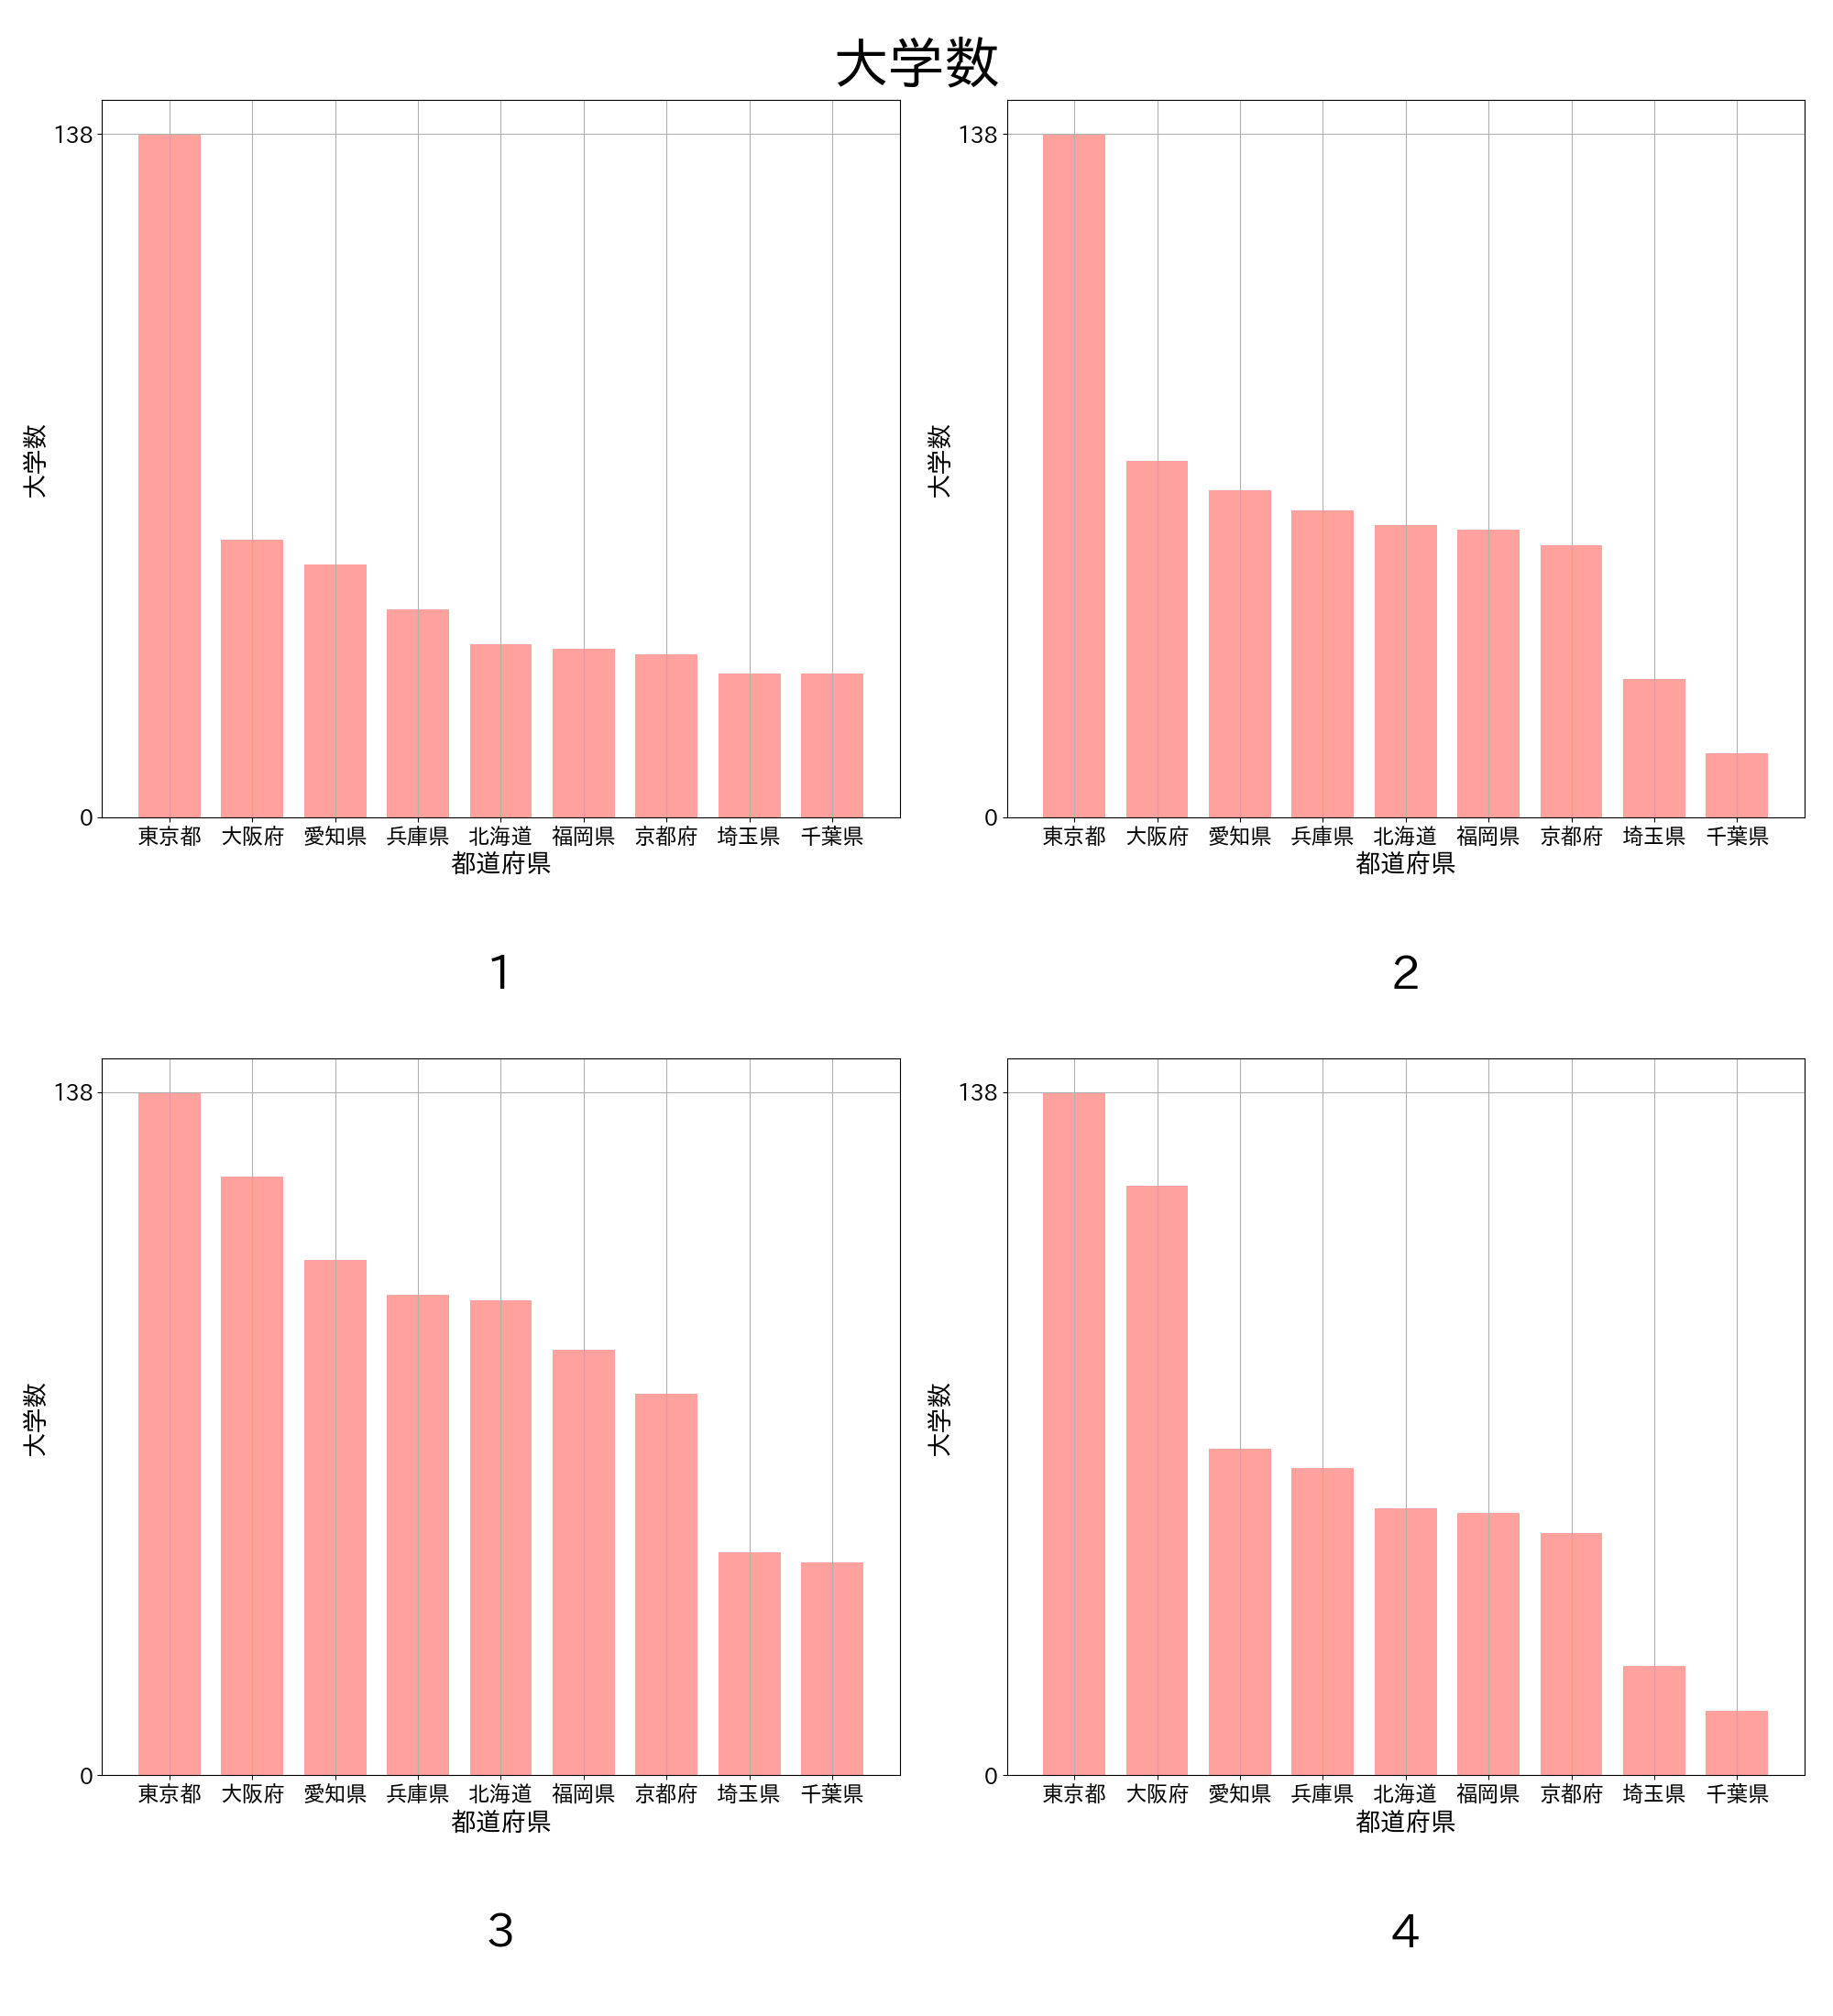 大学数
138
大学数
0
東京都 大阪府 愛知県 兵庫県 北海道 福岡県 京都府 埼玉県 千葉県
都道府県
1
138
大学数
0
東京都 大阪府 愛知県 兵庫県 北海道 福岡県 京都府 埼玉県 千葉県
都道府県
2
138
大学数
0
東京都 大阪府 愛知県 兵庫県 北海道 福岡県 京都府 埼玉県 千葉県
都道府県
3
138
大学数
0
東京都 大阪府 愛知県 兵庫県 北海道 福岡県 京都府 埼玉県 千葉県
都道府県
4